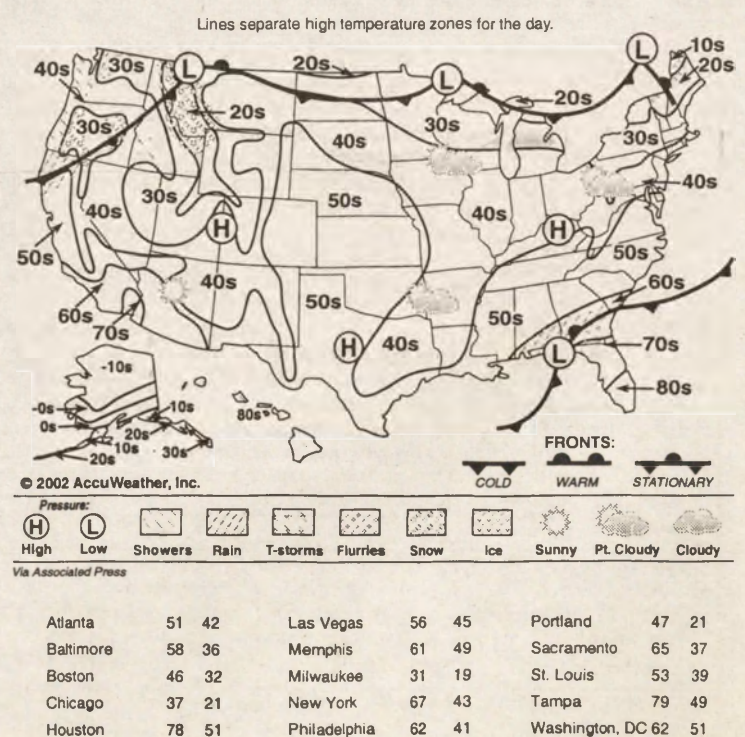 Lines separate high temperature zones for the day.
L
L
L
10s
20s
40s
30s
20s
20s
20s
30s
40s
30s
30s
30s
40s
40s
50s
40s
50s
H
H
50s
40s
50s
60s
60s
70s
50s
50s
H
40s
L
70s
80s
-10s
-0s
0s
10s
20s
10s
20s
30s
80s
FRONTS:
COLD WARM STATIONARY
© 2002 AccuWeather, Inc.
Pressure:
H L
High Low Showers Rain T-storms Flurries Snow Ice Sunny Pt. Cloudy Cloudy
Via Associated Press
Atlanta 51 42 Las Vegas 56 45 Portland 47 21
Baltimore 58 36 Memphis 61 49 Sacramento 65 37
Boston 46 32 Milwaukee 31 19 St. Louis 53 39
Chicago 37 21 New York 67 43 Tampa 79 49
Houston 78 51 Philadelphia 62 41 Washington, DC 62 51